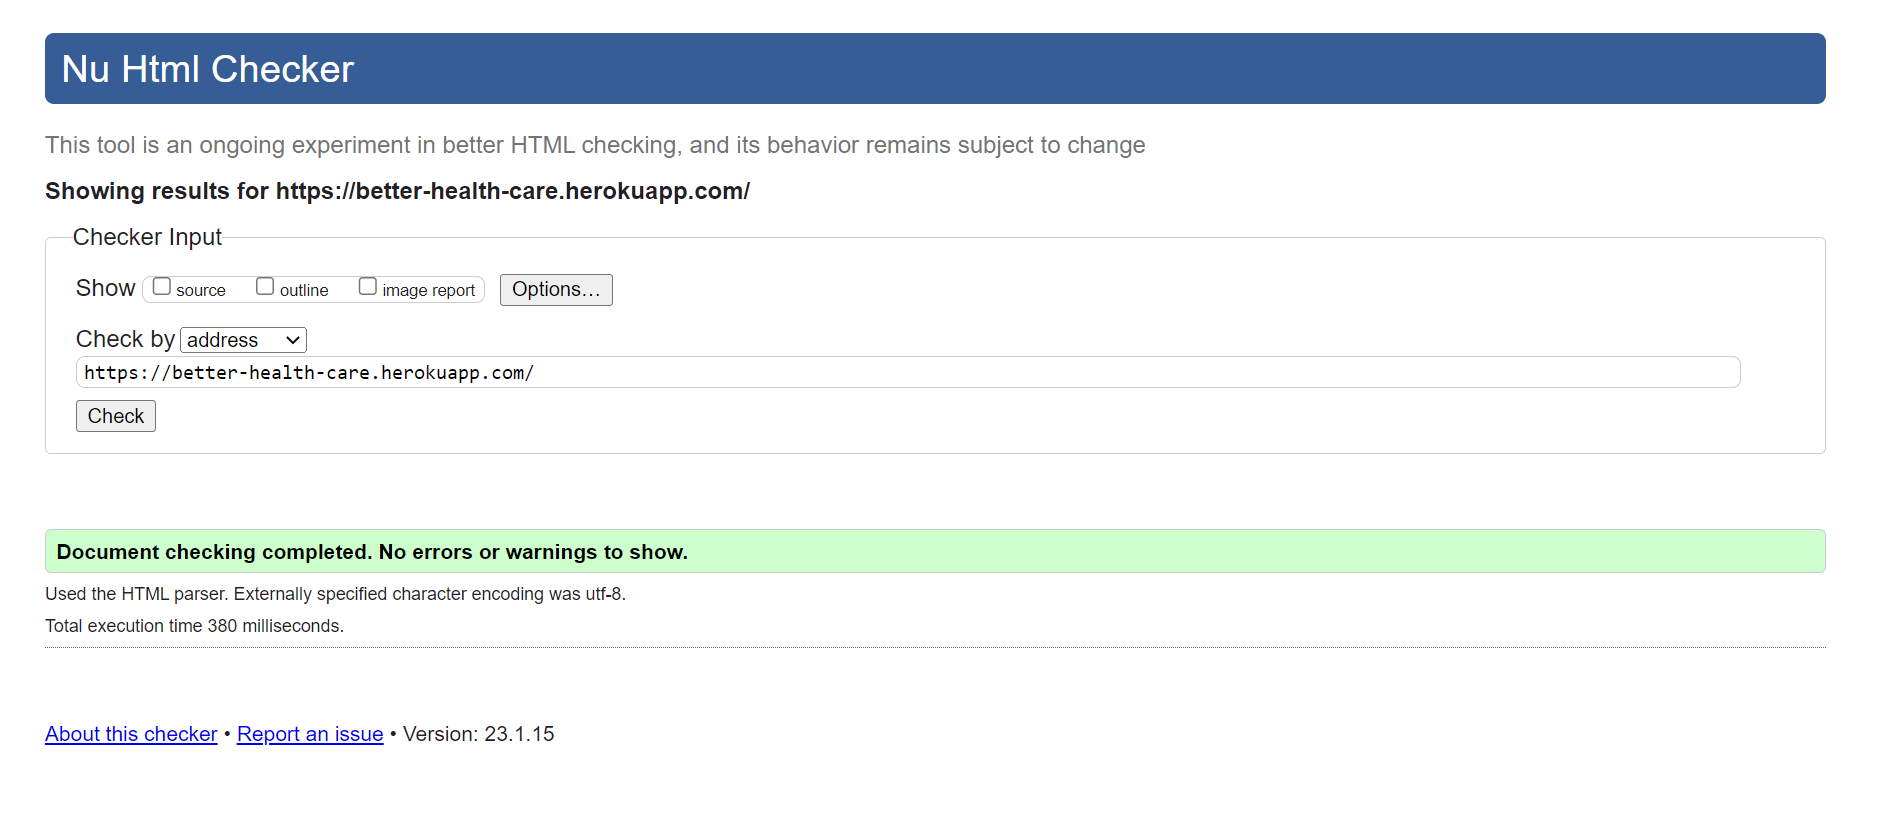 Nu Html Checker
This tool is an ongoing experiment in better HTML checking, and its behavior remains subject to change
Showing results for https://better-health-care.herokuapp.com/
Checker Input
Show source outline image report Options...
Check by address
https://better-health-care.herokuapp.com/
Check
Document checking completed. No errors or warnings to show.
Used the HTML parser. Externally specified character encoding was utf-8.
Total execution time 380 milliseconds.
About this checker • Report an issue • Version: 23.1.15